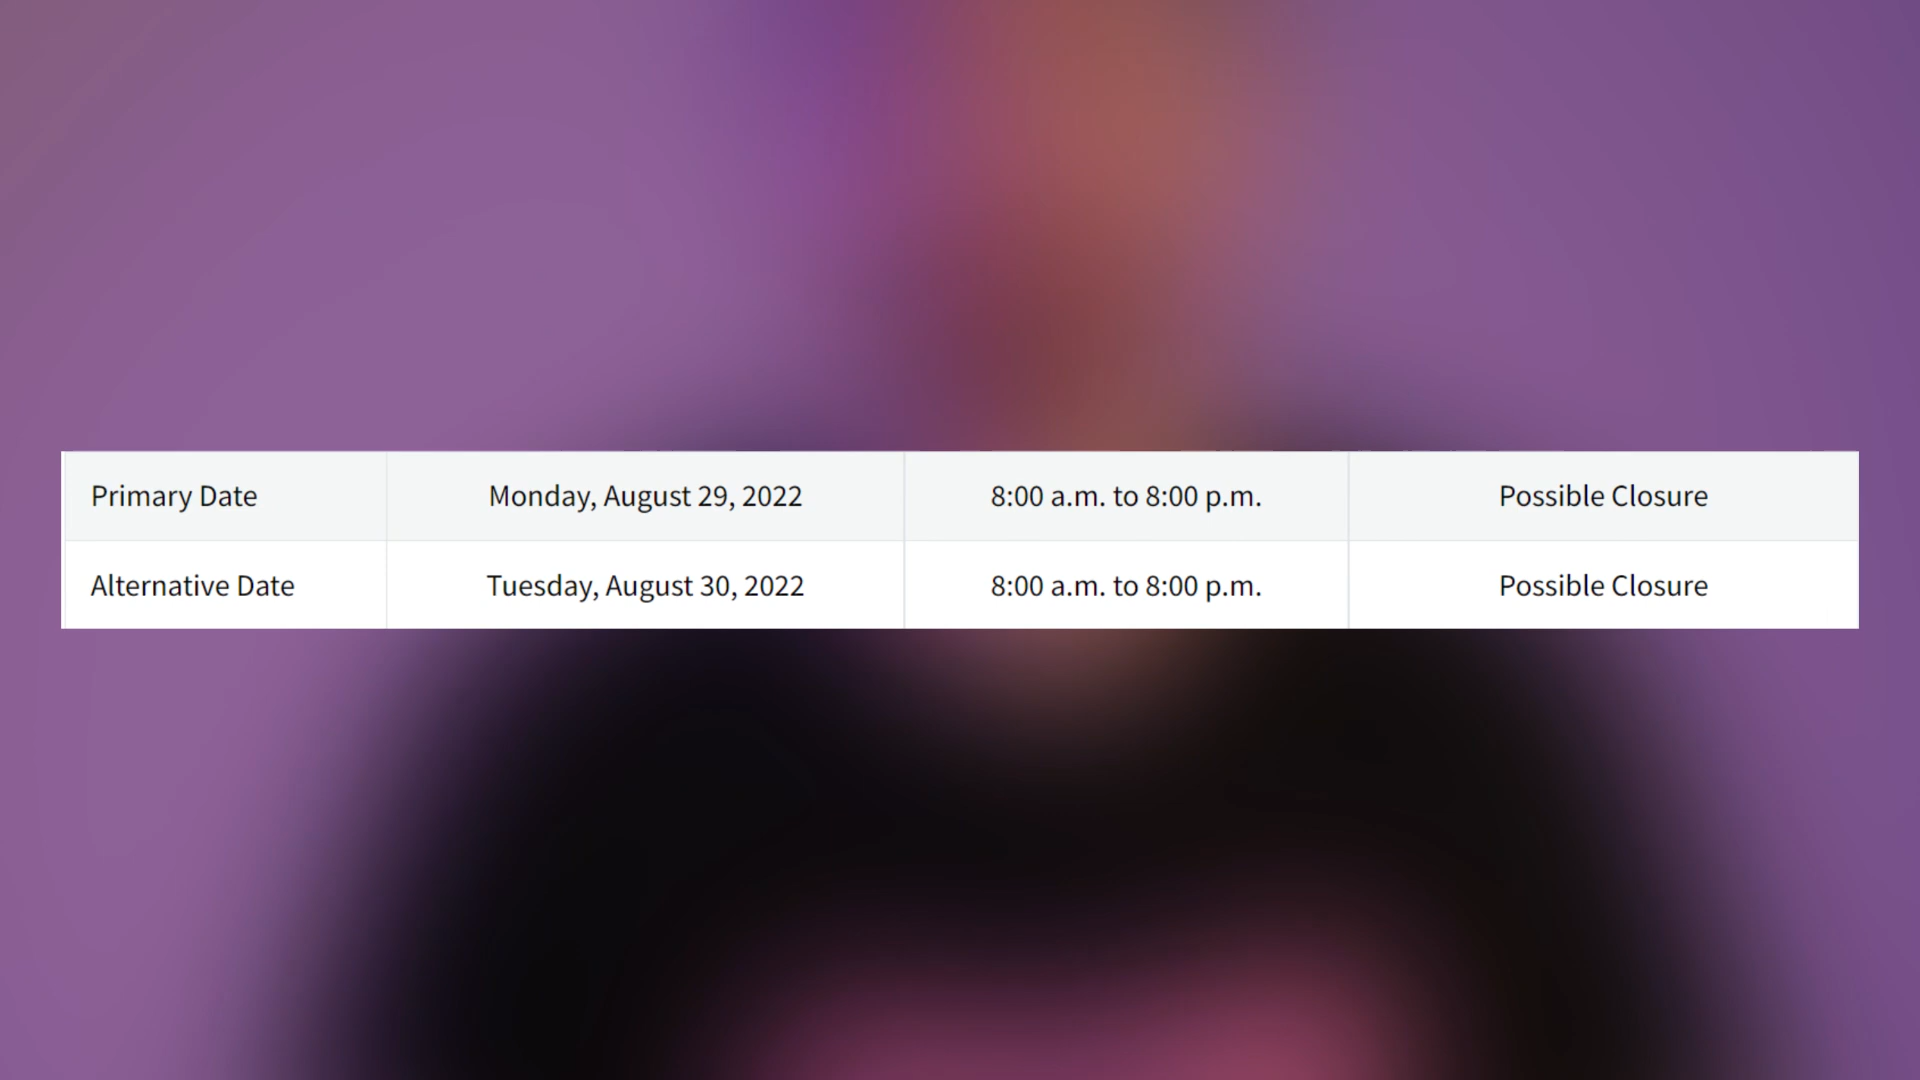 Primary Date Monday, August 29, 2022 8:00 a.m. to 8:00 p.m. Possible Closure
Alternative Date Tuesday, August 30, 2022 8:00 a.m. to 8:00 p.m. Possible Closure